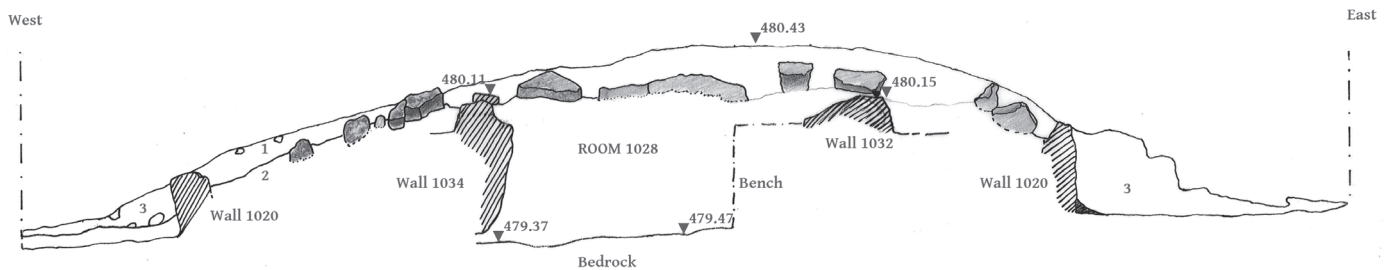 West
East
480.43
480.11
480.15
1
2
3
Wall 1020
Wall 1034
ROOM 1028
Wall 1032
Bench
Wall 1020
3
479.37
479.47
Bedrock